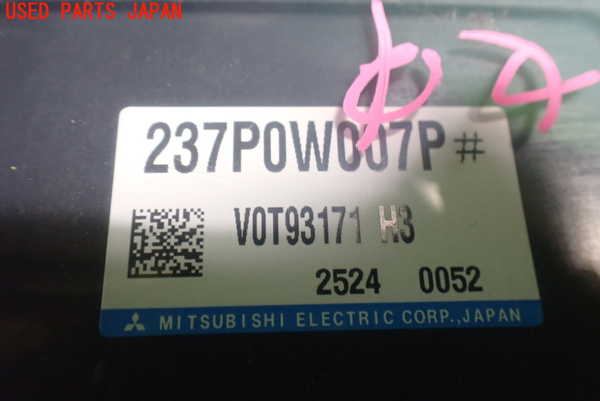 USED PARTS JAPAN
237P0W007P#
V0T93171 H3
2524 0052
MITSUBISHI ELECTRIC CORP.,JAPAN